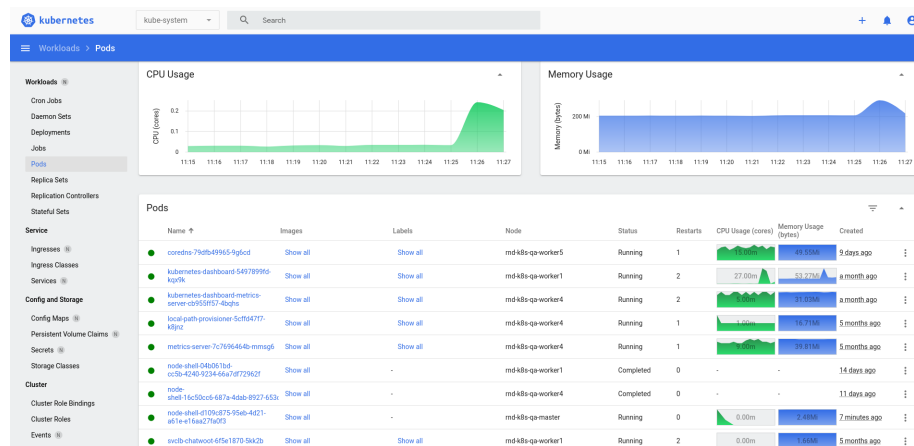 kubernetes
kube-system
Search
Workloads > Pods
Workloads N
Cron Jobs
Daemon Sets
Deployments
Jobs
Pods
Replica Sets
Replication Controllers
Stateful Sets
Service
Ingresses N
Ingress Classes
Services N
Config and Storage
Config Maps N
Persistent Volume Claims N
Secrets N
Storage Classes
Cluster
Cluster Role Bindings
Cluster Roles
Events N
CPU Usage
CPU (cores)
0.2
0.1
0
11:15 11:16 11:17 11:18 11:19 11:20 11:21 11:22 11:23 11:24 11:25 11:26 11:27
Memory Usage
Memory (bytes)
200 Mi
0 Mi
11:15 11:16 11:17 11:18 11:19 11:20 11:21 11:22 11:23 11:24 11:25 11:26 11:27
Pods
Name Images Labels Node Status Restarts CPU Usage (cores) Memory Usage (bytes) Created
coredns-79dfb49965-9g6cd Show all Show all rnd-k8s-qa-worker5 Running 1 15.00m 49.55Mi 9 days ago
kubernetes-dashboard-5497899fd-
kqx9k Show all Show all rnd-k8s-qa-worker1 Running 2 27.00m 53.27Mi a month ago
kubernetes-dashboard-metrics-
server-cb955ff57-4bqhs Show all Show all rnd-k8s-qa-worker4 Running 2 5.00m 31.03Mi a month ago
local-path-provisioner-5cffd47f7-
k8jnz Show all Show all rnd-k8s-qa-worker4 Running 1 1.00m 16.71Mi 5 months ago
metrics-server-7c7696464b-mmsg6 Show all Show all rnd-k8s-qa-worker4 Running 1 9.00m 39.81Mi 5 months ago
node-shell-04b061bd-
cc5b-4240-9234-66a7df72962f Show all - rnd-k8s-qa-worker1 Completed 0 - - 14 days ago
node-
shell-16c50cc6-687a-4dab-8927-653c Show all - rnd-k8s-qa-worker4 Completed 0 - - 11 days ago
node-shell-d109c875-95eb-4d21-
a61e-e16aa27fa0f3 Show all - rnd-k8s-qa-master Running 0 0.00m 2.48Mi 7 minutes ago
svclb-chatwoot-6f5e1870-5kk2b Show all Show all rnd-k8s-qa-worker1 Running 2 0.00m 1.66Mi 5 months ago